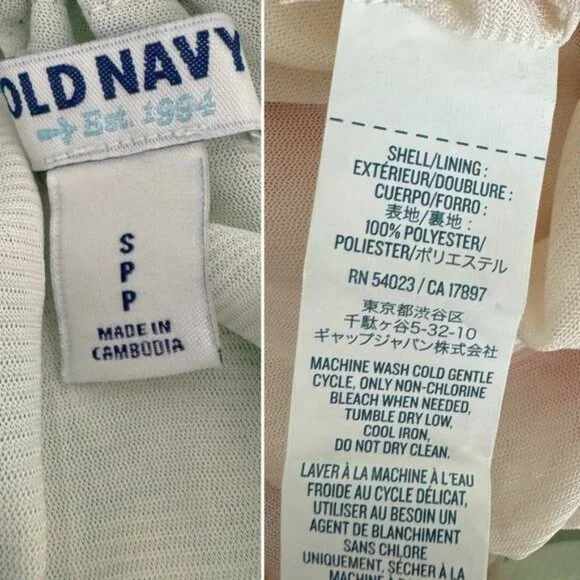 OLD NAVY
Est. 1994
S
P
P
MADE IN
CAMBODIA
SHELL/LINING :
EXTÉRIEUR/DOUBLURE :
CUERPO/FORRO :
表地/裏地 :
100% POLYESTER/
POLIESTER/ポリエステル
RN 54023 / CA 17897
東京都渋谷区
千駄ヶ谷5-32-10
ギャップジャパン株式会社
MACHINE WASH COLD GENTLE
CYCLE, ONLY NON-CHLORINE
BLEACH WHEN NEEDED,
TUMBLE DRY LOW,
COOL IRON,
DO NOT DRY CLEAN.
LAVER À LA MACHINE À L'EAU
FROIDE AU CYCLE DÉLICAT,
UTILISER AU BESOIN UN
AGENT DE BLANCHIMENT
SANS CHLORE
UNIQUEMENT, SÉCHER À LA
MACHINE À